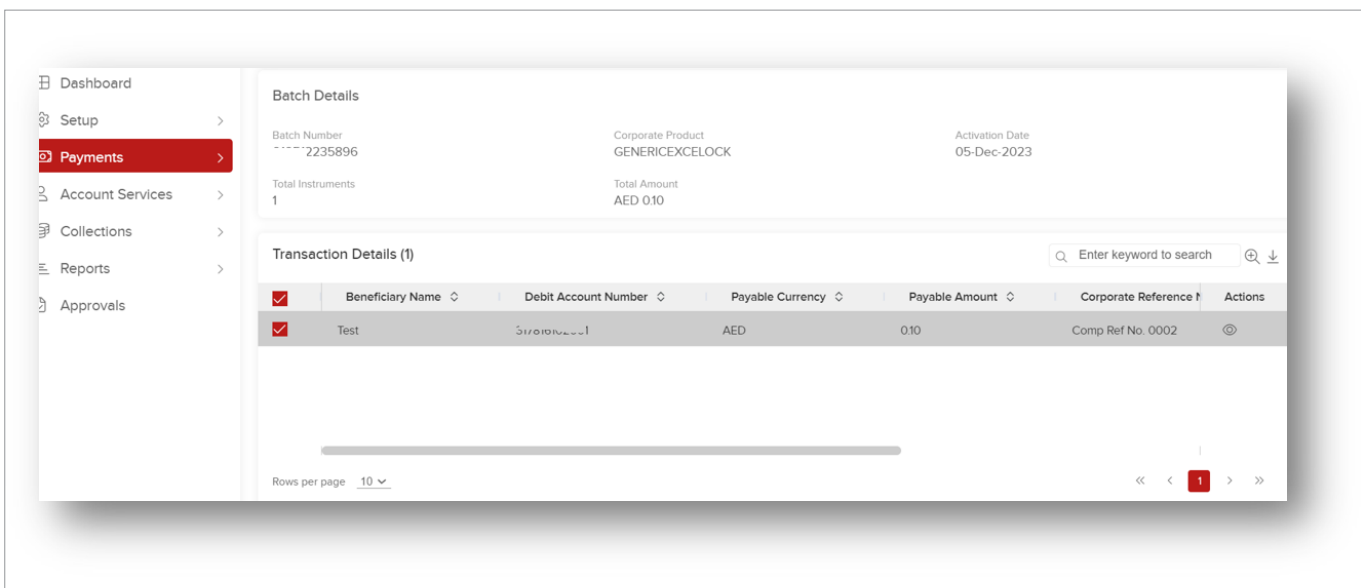 Dashboard
Setup
Payments
Account Services
Collections
Reports
Approvals
Batch Details
Batch Number Corporate Product Activation Date
2235896 GENERICEXCELOCK 05-Dec-2023
Total Instruments Total Amount
1 AED 0.10
Transaction Details (1) Enter keyword to search
Beneficiary Name Debit Account Number Payable Currency Payable Amount Corporate Reference Actions
Test AED 0.10 Comp Ref No. 0002
Rows per page 10 « < 1 > »